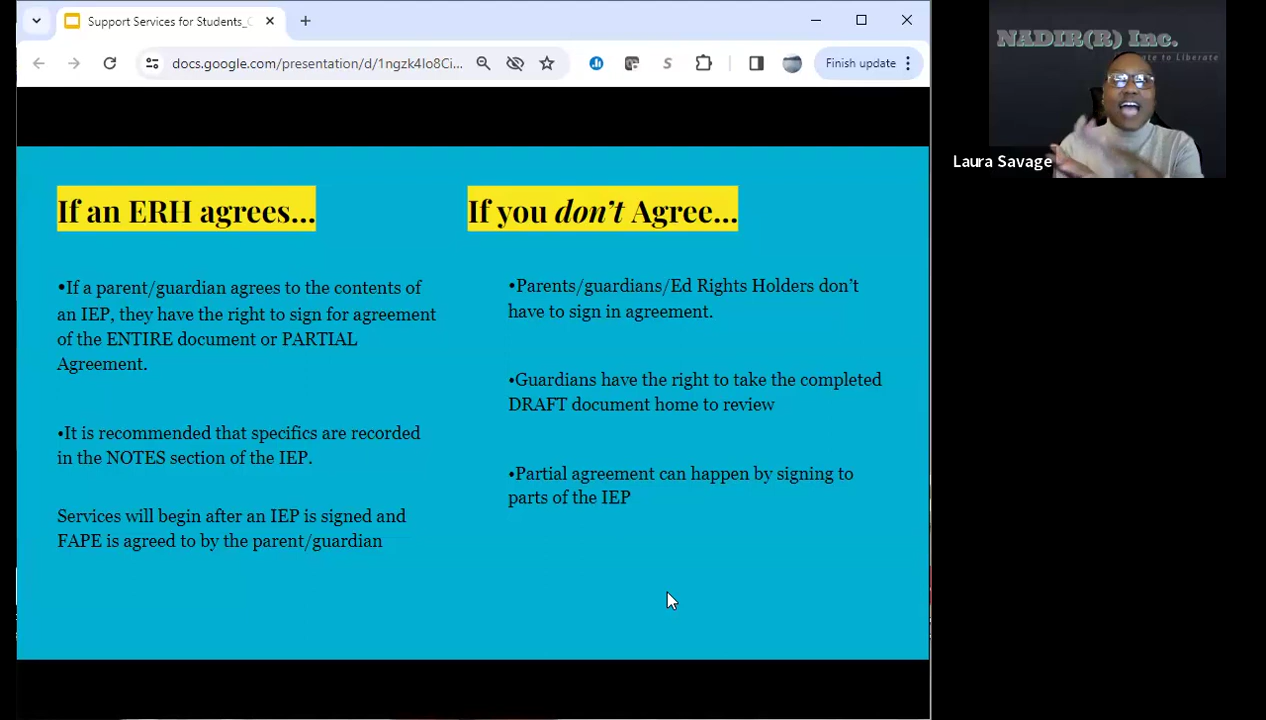 Support Services for Students_
docs.google.com/presentation/d/1ngzk4lo8Ci...
Finish update
If an ERH agrees...
•If a parent/guardian agrees to the contents of
an IEP, they have the right to sign for agreement
of the ENTIRE document or PARTIAL
Agreement.
•It is recommended that specifics are recorded
in the NOTES section of the IEP.
Services will begin after an IEP is signed and
FAPE is agreed to by the parent/guardian
If you don't Agree...
•Parents/guardians/Ed Rights Holders don't
have to sign in agreement.
•Guardians have the right to take the completed
DRAFT document home to review
•Partial agreement can happen by signing to
parts of the IEP
NADIR(R) Inc.
to Liberate
Laura Savage